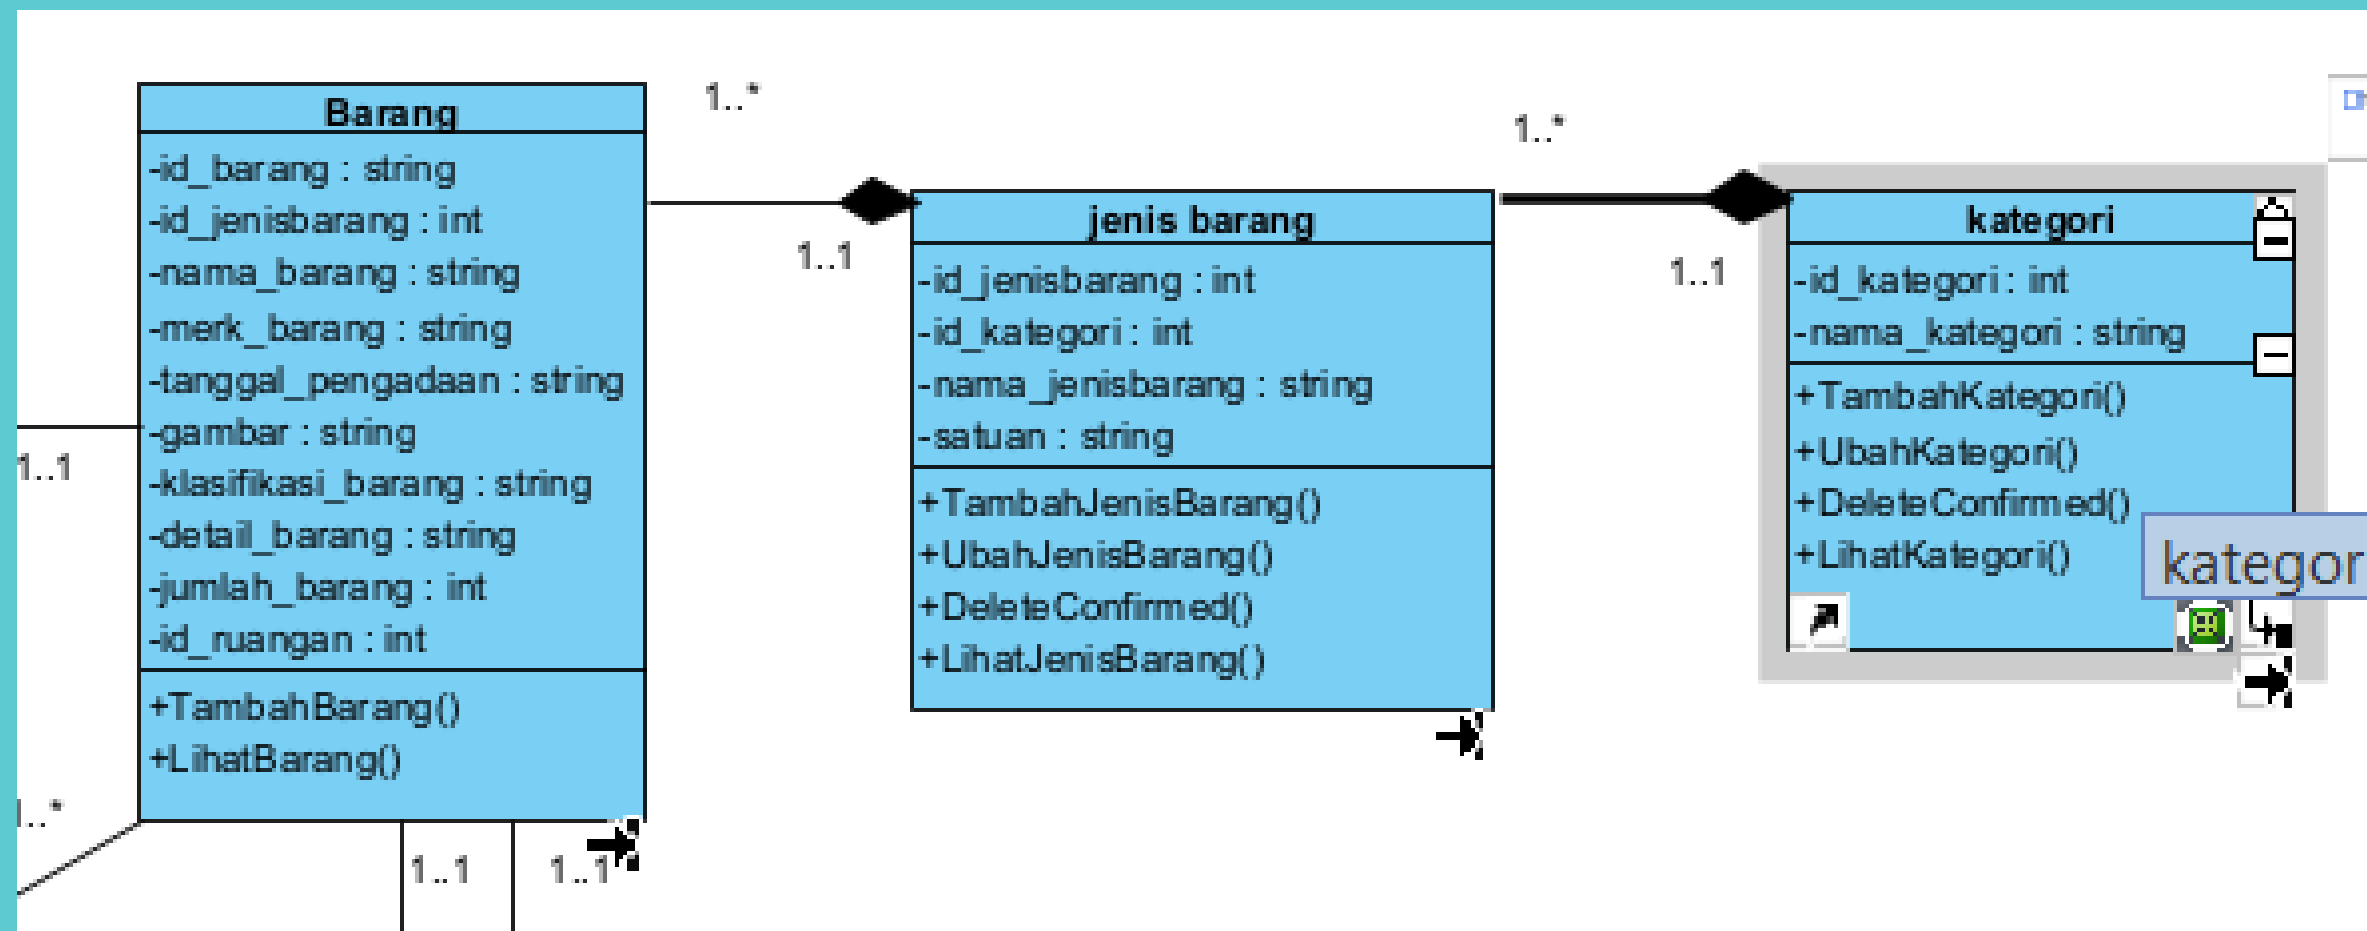 Barang
-id_barang : string
-id_jenisbarang : int
-nama_barang : string
-merk_barang : string
-tanggal_pengadaan : string
-gambar : string
-klasifikasi_barang : string
-detail_barang : string
-jumlah_barang : int
-id_ruangan : int
+TambahBarang()
+LihatBarang()
1..1
..*
1..1
1..1
1..*
1..1
jenis barang
-id_jenisbarang : int
-id_kategori : int
-nama_jenisbarang : string
-satuan : string
+TambahJenisBarang()
+UbahJenisBarang()
+DeleteConfirmed()
+LihatJenisBarang()
1..*
1..1
kategori
-id_kategori : int
-nama_kategori : string
+TambahKategori()
+UbahKategori()
+DeleteConfirmed()
+LihatKategori()
kategor